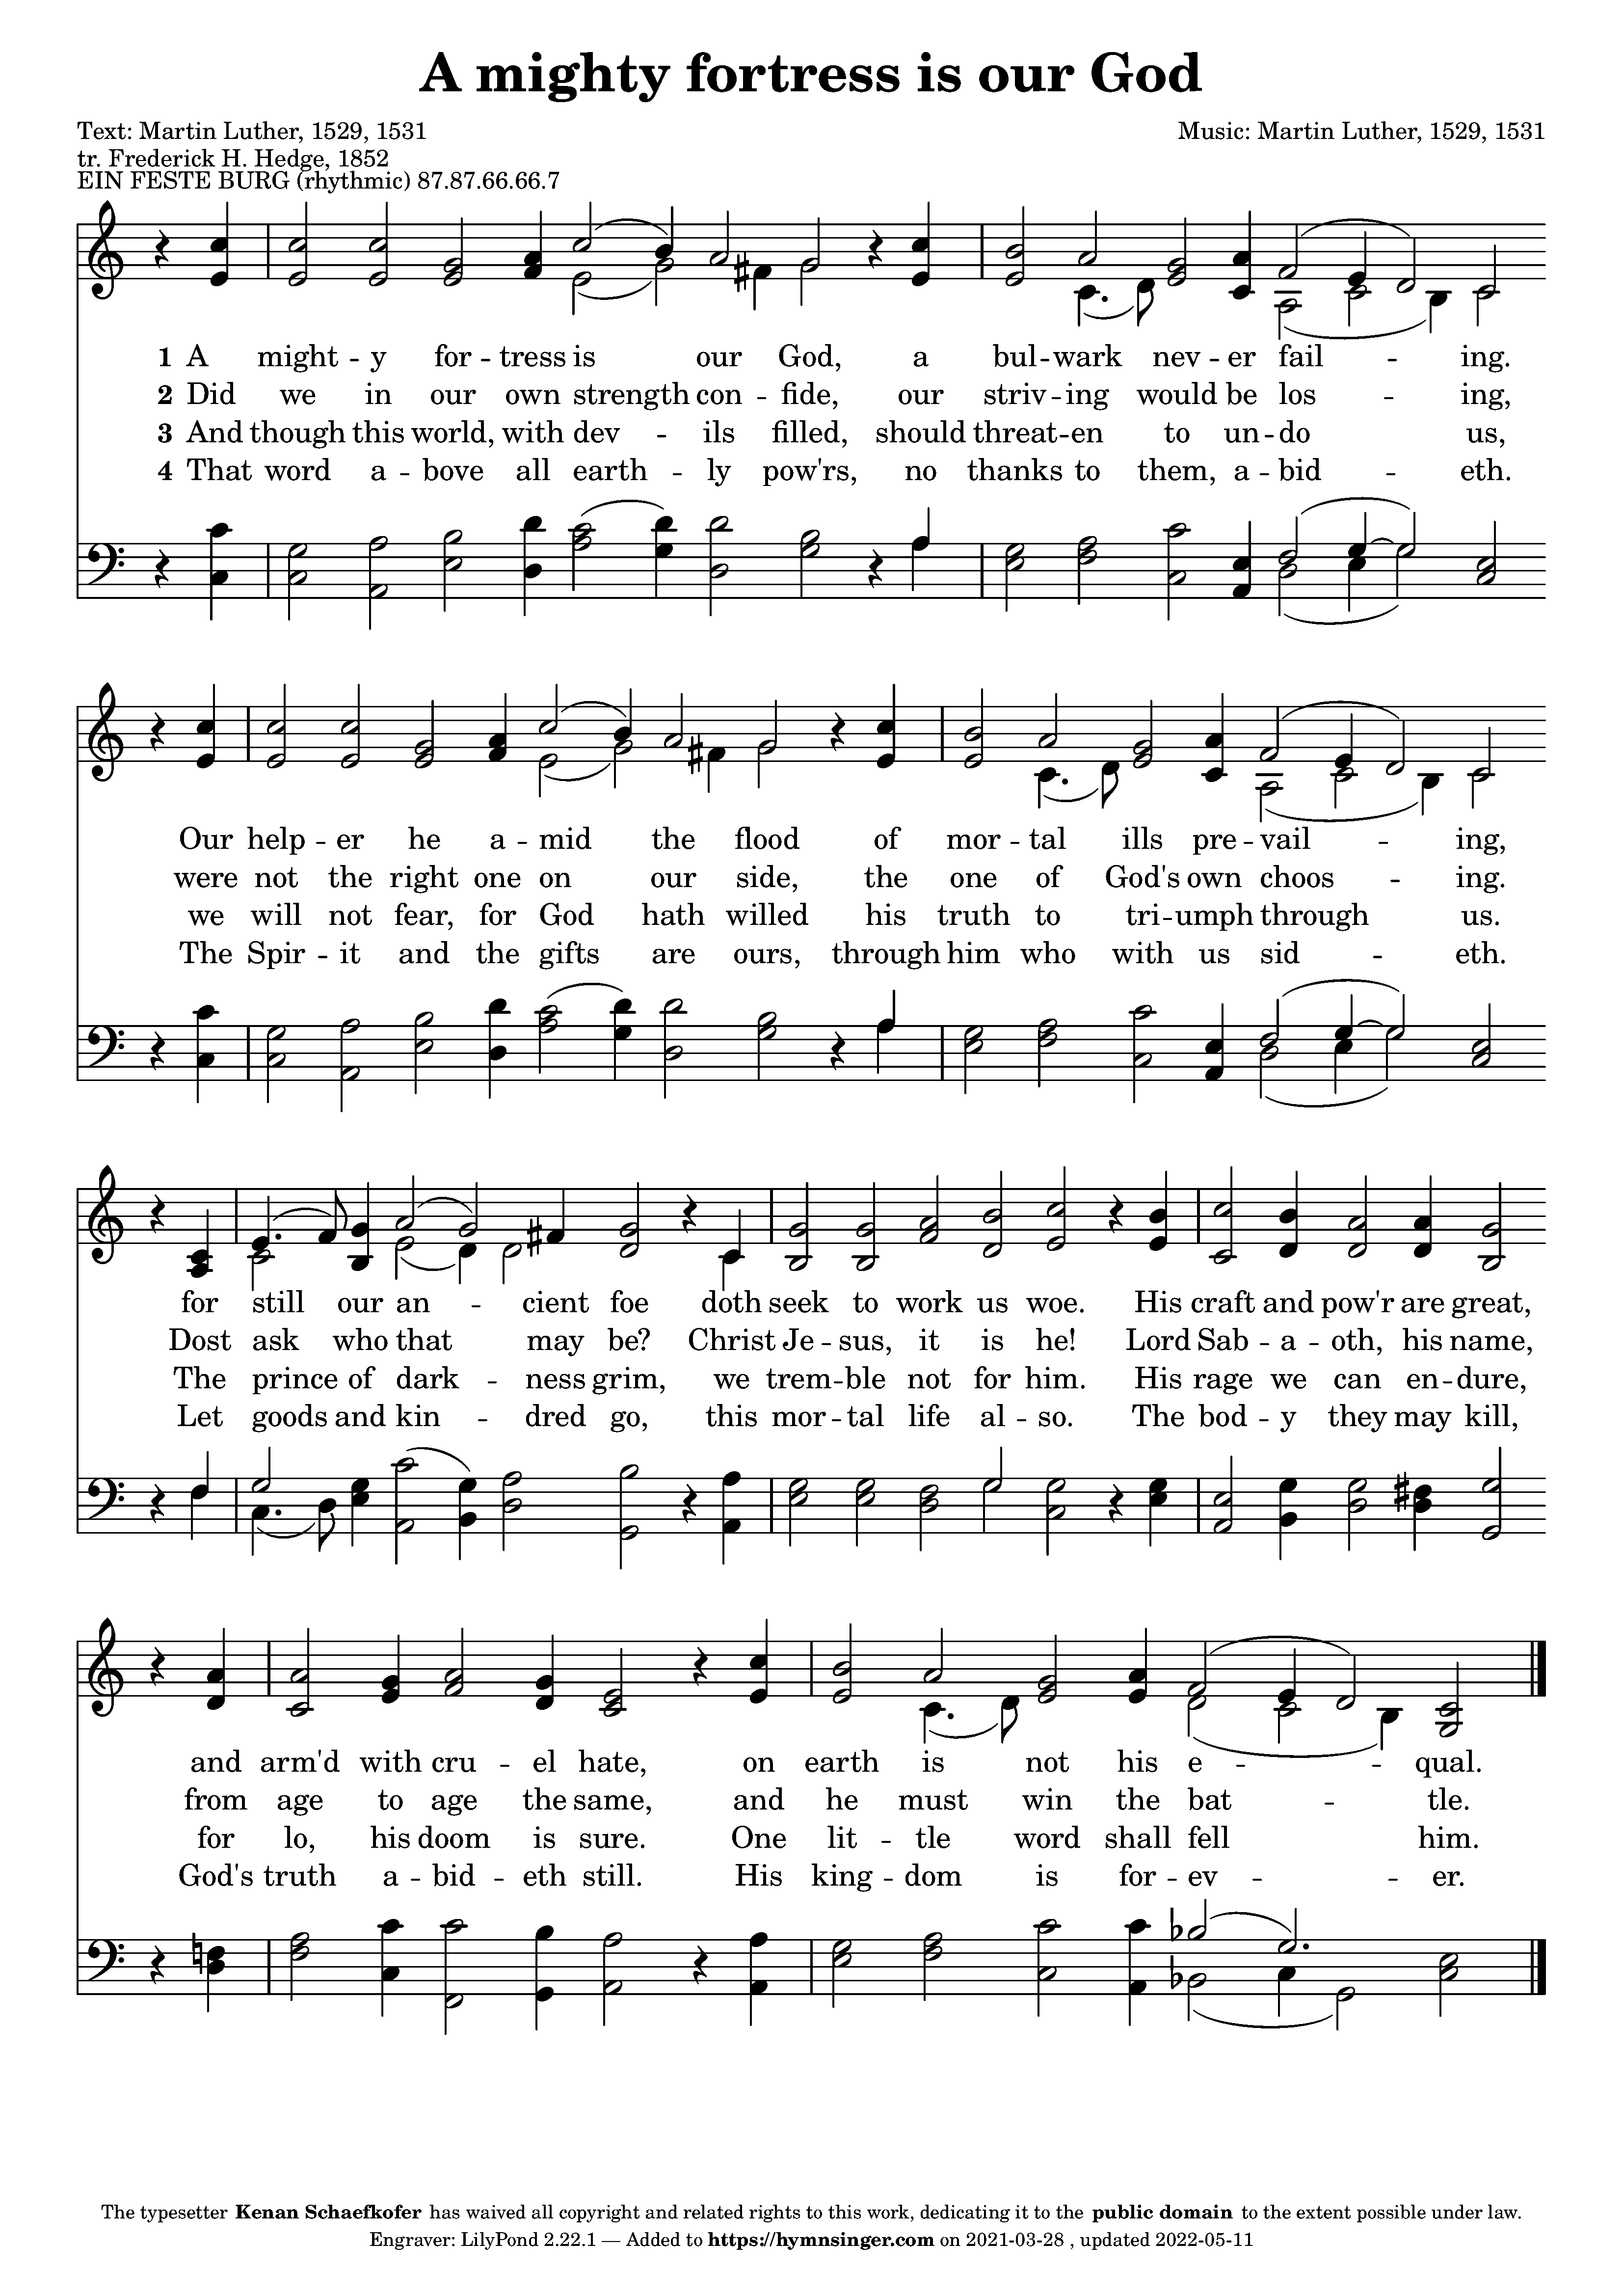 A mighty fortress is our God
Text: Martin Luther, 1529, 1531
Music: Martin Luther, 1529, 1531
tr. Frederick H. Hedge, 1852
EIN FESTE BURG (rhythmic) 87.87.66.66.7
1 A might -- y for -- tress is our God, a bul -- wark nev -- er fail -- ing.
2 Did we in our own strength con -- fide, our striv -- ing would be los -- ing,
3 And though this world, with dev -- ils filled, should threat -- en to un -- do us,
4 That word a -- bove all earth -- ly pow'rs, no thanks to them, a -- bid -- eth.
Our help -- er he a -- mid the flood of mor -- tal ills pre -- vail -- ing,
were not the right one on our side, the one of God's own choos -- ing.
we will not fear, for God hath willed his truth to tri -- umph through us.
The Spir -- it and the gifts are ours, through him who with us sid -- eth.
for still our an -- cient foe doth seek to work us woe. His craft and pow'r are great,
Dost ask who that may be? Christ Je -- sus, it is he! Lord Sab -- a -- oth, his name,
The prince of dark -- ness grim, we trem -- ble not for him. His rage we can en -- dure,
Let goods and kin -- dred go, this mor -- tal life al -- so. The bod -- y they may kill,
and arm'd with cru -- el hate, on earth is not his e -- qual.
from age to age the same, and he must win the bat -- tle.
for lo, his doom is sure. One lit -- tle word shall fell him.
God's truth a -- bid -- eth still. His king -- dom is for -- ev -- er.
The typesetter Kenan Schaefkofer has waived all copyright and related rights to this work, dedicating it to the public domain to the extent possible under law.
Engraver: LilyPond 2.22.1 — Added to https://hymnsinger.com on 2021-03-28 , updated 2022-05-11